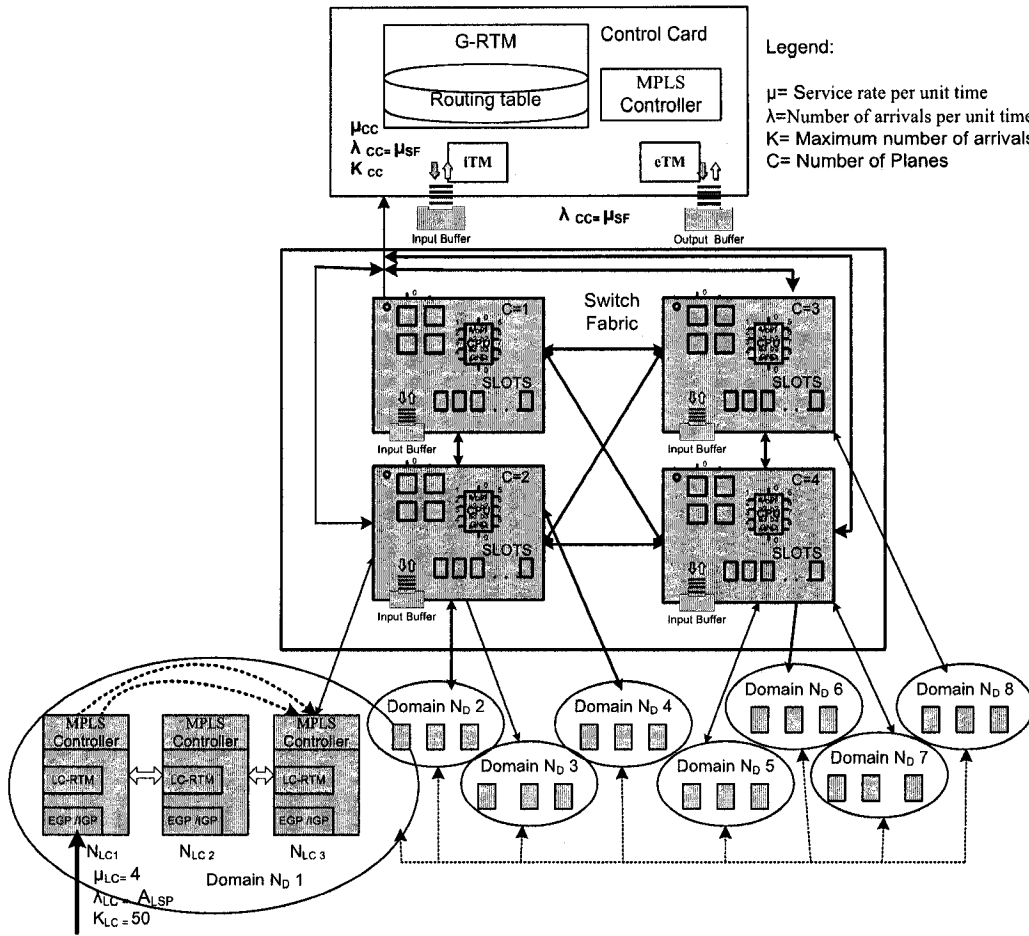 G-RTM
Control Card
Routing table
MPLS
Controller
μCC
λ CC= μSF
K CC
iTM
eTM
Input Buffer
λ CC= μSF
Output Buffer
Legend:
μ= Service rate per unit time
λ=Number of arrivals per unit time
K= Maximum number of arrivals
C= Number of Planes
Switch
Fabric
C=1
SLOTS
Input Buffer
C=3
SLOTS
Input Buffer
C=2
SLOTS
Input Buffer
C=4
SLOTS
Input Buffer
MPLS
Controller
LC-RTM
EGP /IGP
MPLS
Controller
LC-RTM
EGP /IGP
MPLS
Controller
LC-RTM
EGP /IGP
NLC1
NLC 2
NLC 3
μLC= 4
λLC= ALSP
KLC = 50
Domain ND 1
Domain ND 2
Domain ND 3
Domain ND 4
Domain ND 5
Domain ND 6
Domain ND 7
Domain ND 8